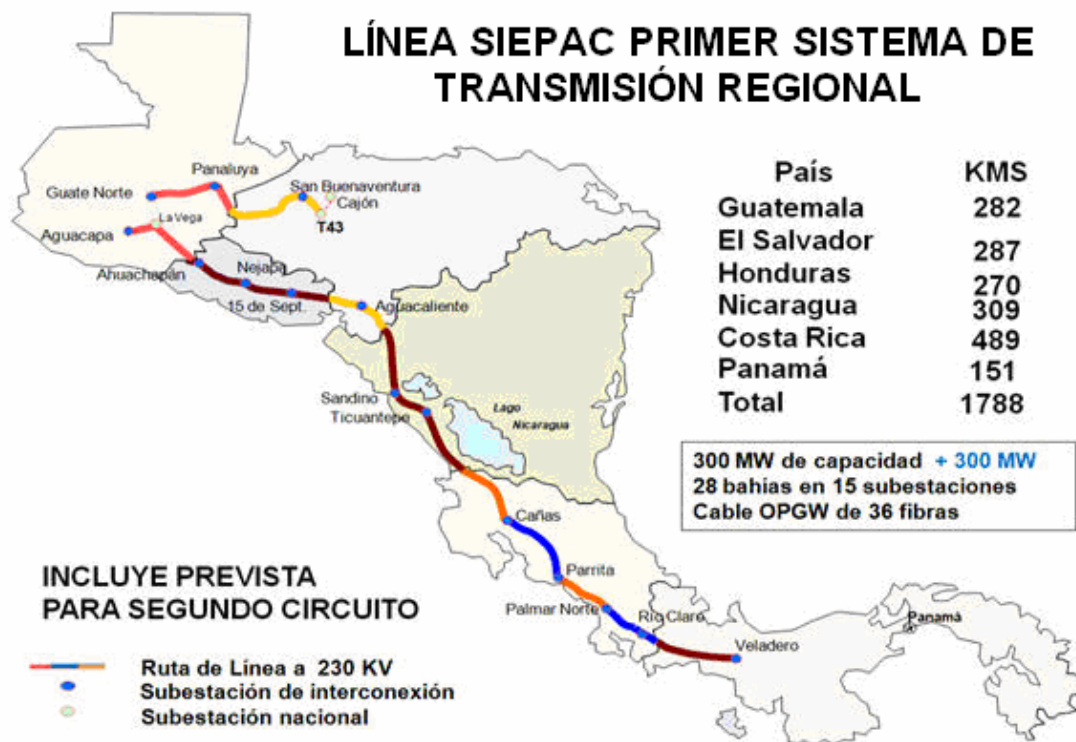 LÍNEA SIEPAC PRIMER SISTEMA DE
TRANSMISIÓN REGIONAL
País KMS
Guatemala 282
El Salvador 287
Honduras 270
Nicaragua 309
Costa Rica 489
Panamá 151
Total 1788
300 MW de capacidad + 300 MW
28 bahías en 15 subestaciones
Cable OPGW de 36 fibras
Panaluya
Guate Norte
San Buenaventura
Cajón
T43
La Vega
Aguacapa
Ahuachapán
Nejapa
15 de Sept.
Aguacaliente
Sandino
Ticuantepe
Lago
Nicaragua
Cañas
Parrita
Palmar Norte
Río Claro
Veladero
Panamá
INCLUYE PREVISTA
PARA SEGUNDO CIRCUITO
Ruta de Línea a 230 KV
Subestación de interconexión
Subestación nacional